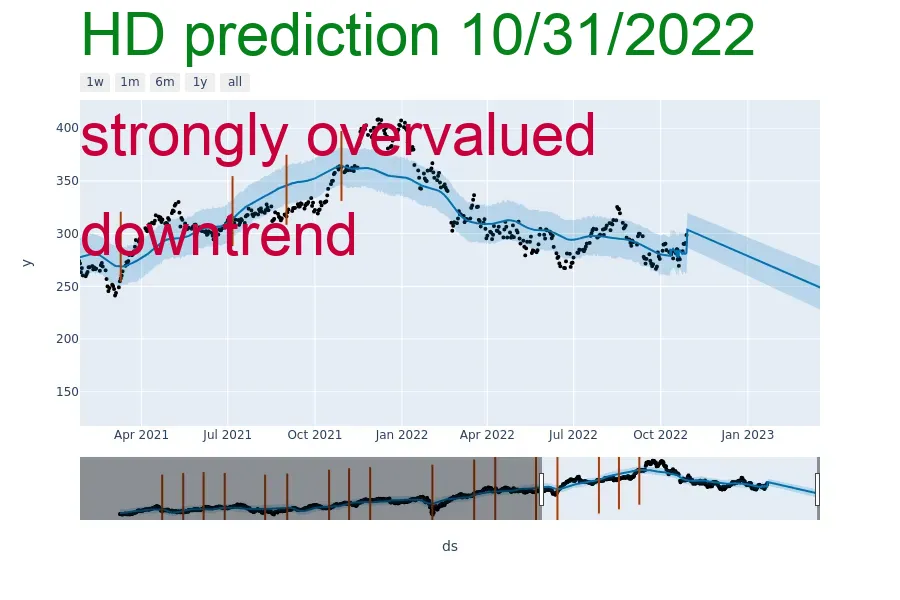 HD prediction 10/31/2022
1w 1m 6m 1y all
strongly overvalued
downtrend
400
350
300
250
200
150
y
Apr 2021 Jul 2021 Oct 2021 Jan 2022 Apr 2022 Jul 2022 Oct 2022 Jan 2023
ds